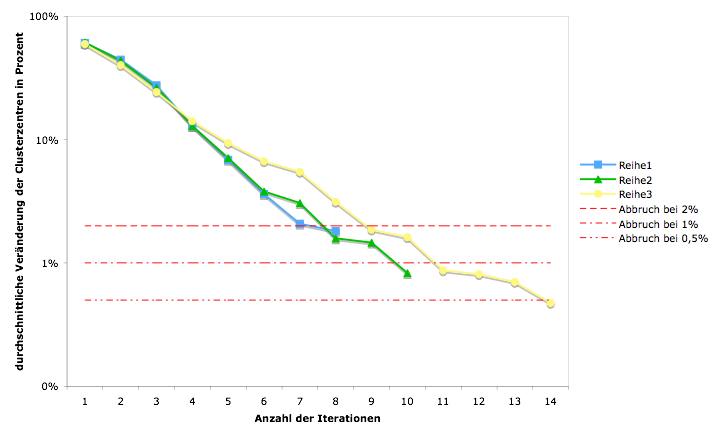 durchschnittliche Veränderung der Clusterzentren in Prozent
100%
10%
1%
0%
1 2 3 4 5 6 7 8 9 10 11 12 13 14
Anzahl der Iterationen
Reihe1
Reihe2
Reihe3
Abbruch bei 2%
Abbruch bei 1%
Abbruch bei 0,5%